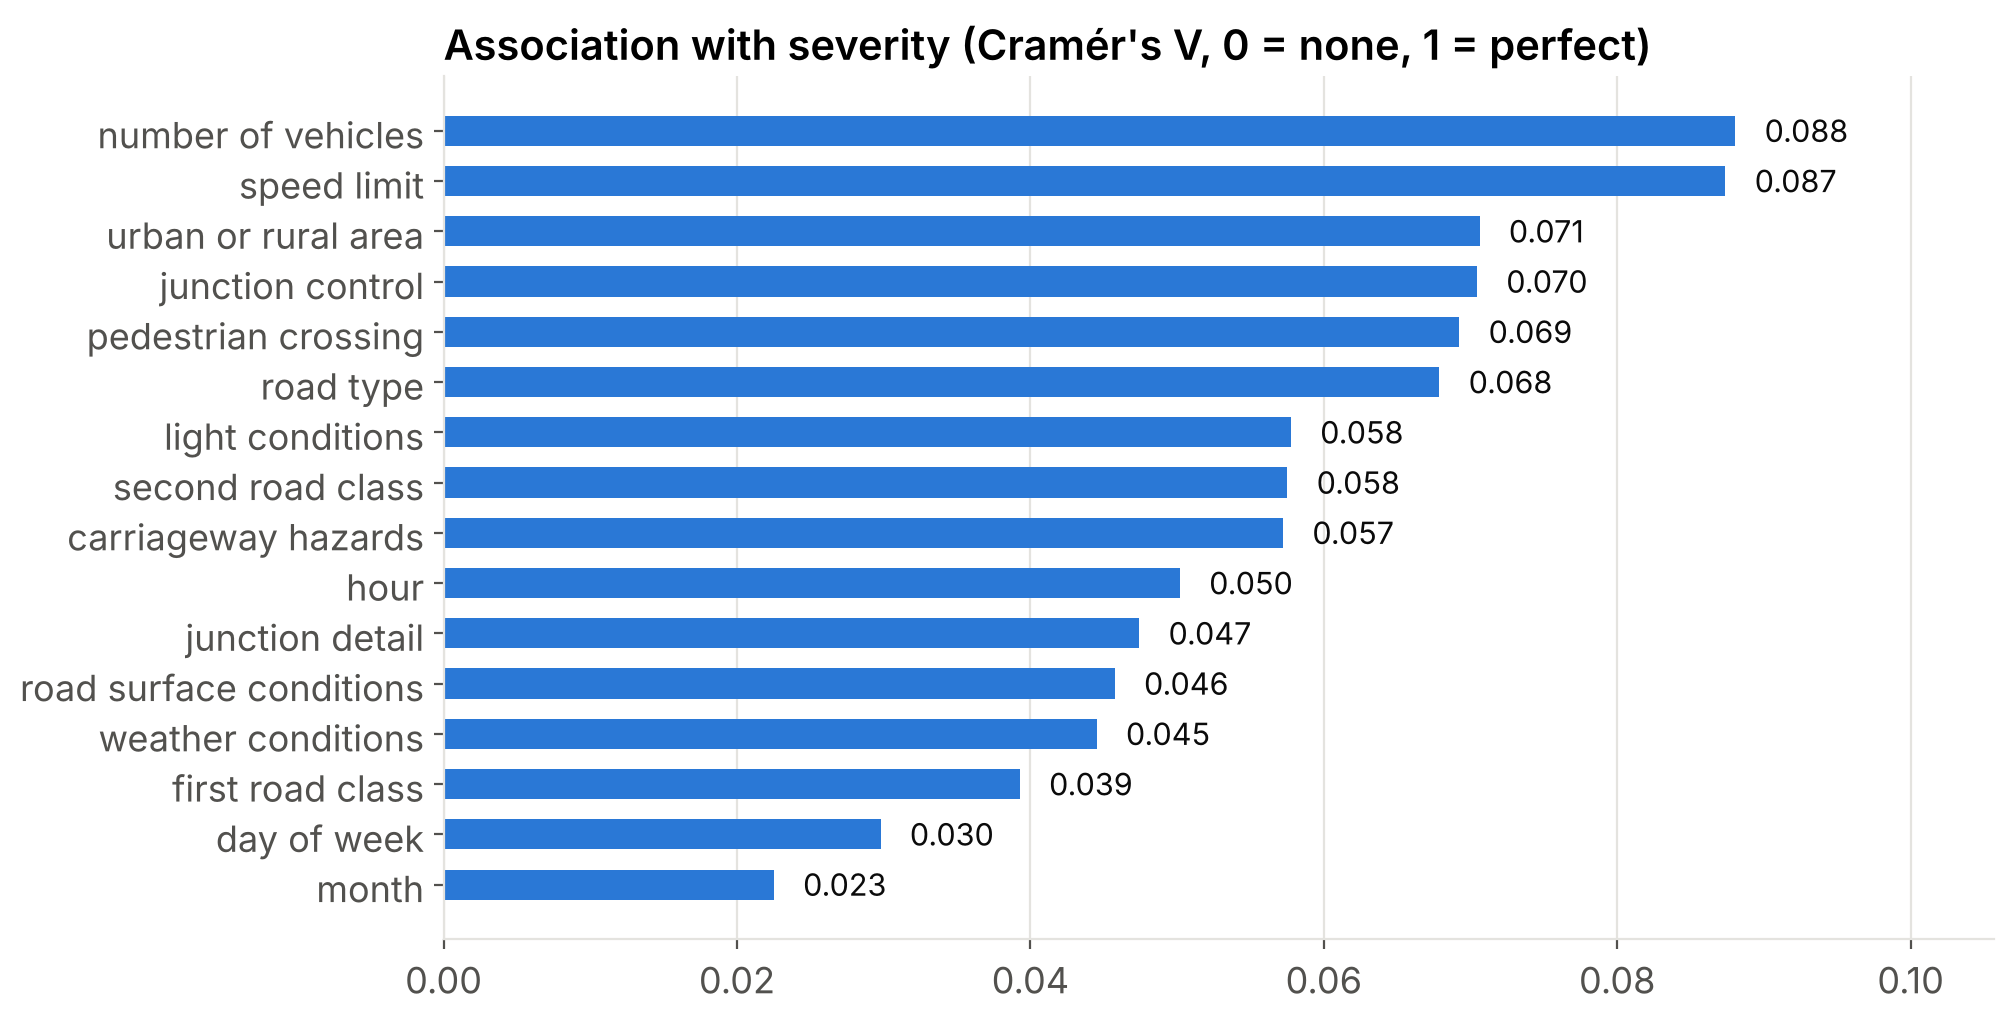 Association with severity (Cramér's V, 0 = none, 1 = perfect)
number of vehicles 0.088
speed limit 0.087
urban or rural area 0.071
junction control 0.070
pedestrian crossing 0.069
road type 0.068
light conditions 0.058
second road class 0.058
carriageway hazards 0.057
hour 0.050
junction detail 0.047
road surface conditions 0.046
weather conditions 0.045
first road class 0.039
day of week 0.030
month 0.023
0.00 0.02 0.04 0.06 0.08 0.10